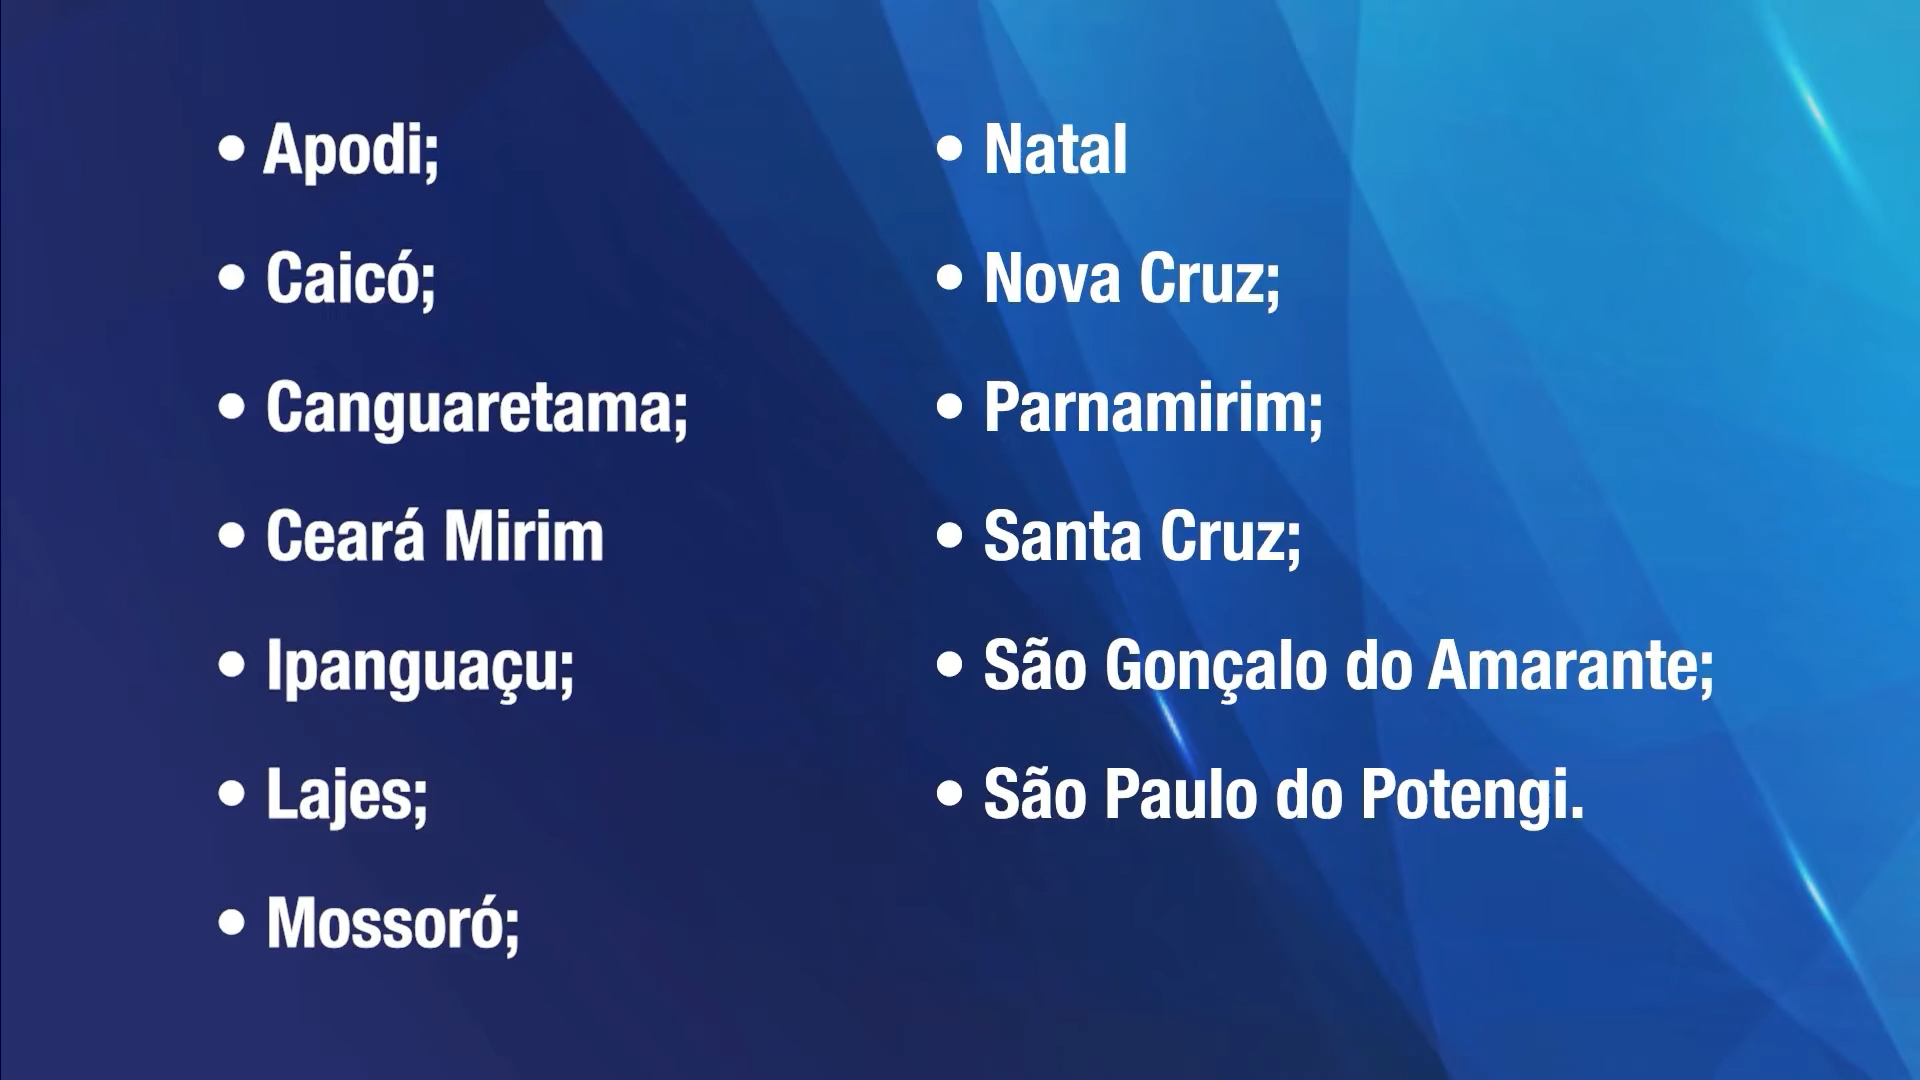 • Apodi;
• Caicó;
• Canguaretama;
• Ceará Mirim
• Ipanguaçu;
• Lajes;
• Mossoró;
• Natal
• Nova Cruz;
• Parnamirim;
• Santa Cruz;
• São Gonçalo do Amarante;
• São Paulo do Potengi.